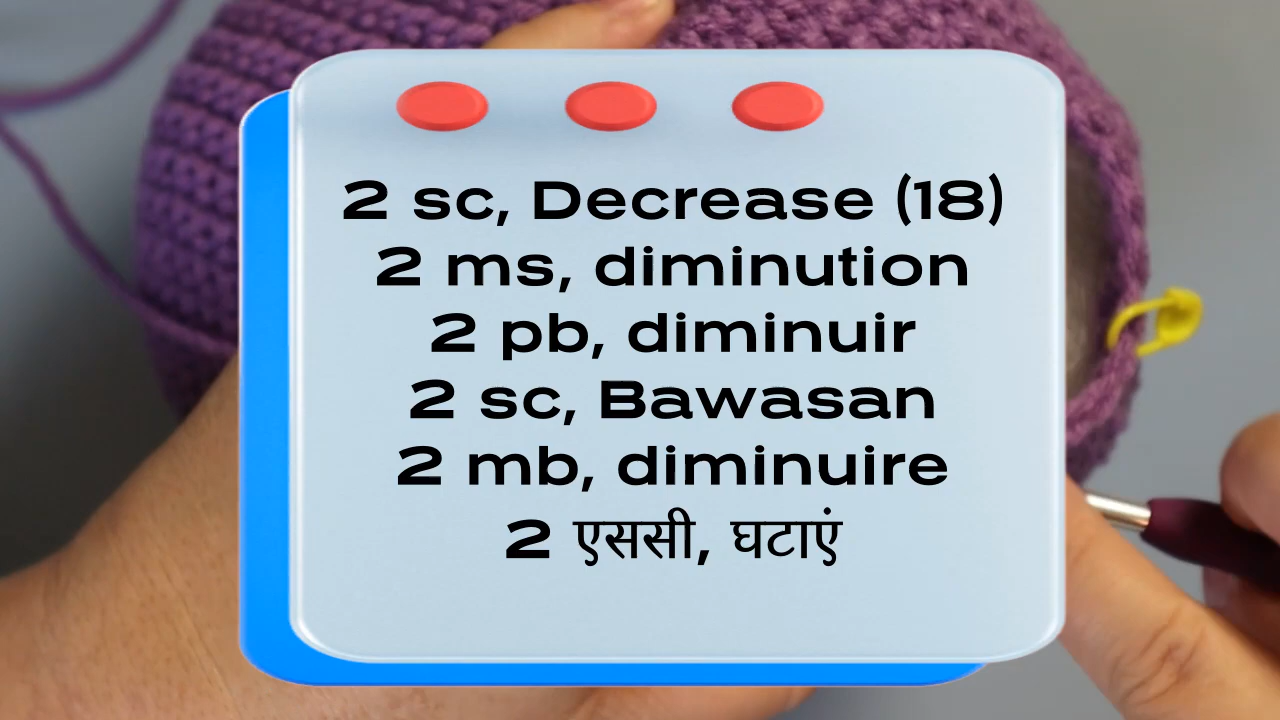 2 sc, Decrease (18)
2 ms, diminution
2 pb, diminuir
2 sc, Bawasan
2 mb, diminuire
2 एससी, घटाएं